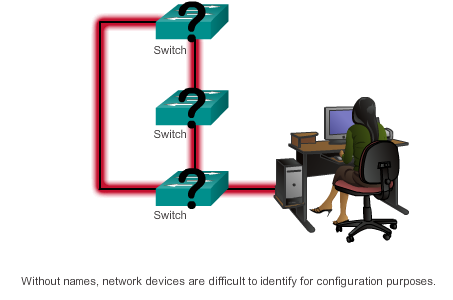 Switch
Switch
Switch
Without names, network devices are difficult to identify for configuration purposes.